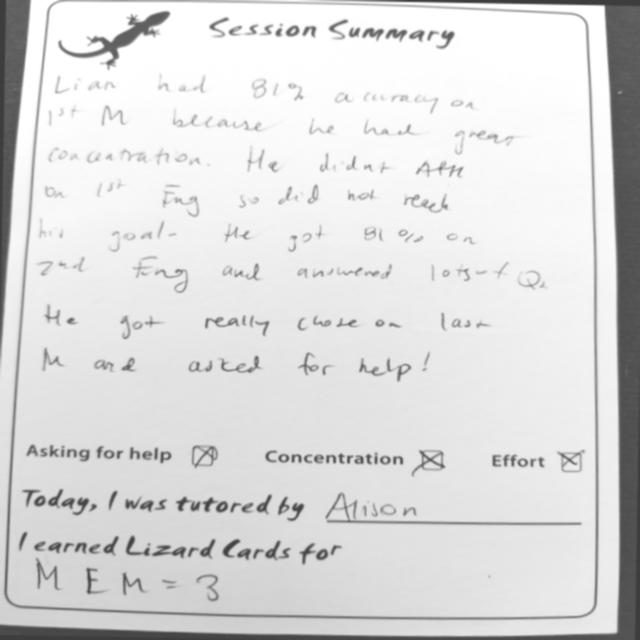 Session Summary
Lian had 81% accuracy on
1st M because he had great
concentration. He didnt AFH
on 1st Eng so did not reach
his goal- He got 81% on
2nd Eng and answered lots of Qs
He got really close on last
M and asked for help!
Asking for help Concentration Effort
Today, I was tutored by Alison
I earned Lizard Cards for
M E M = 3